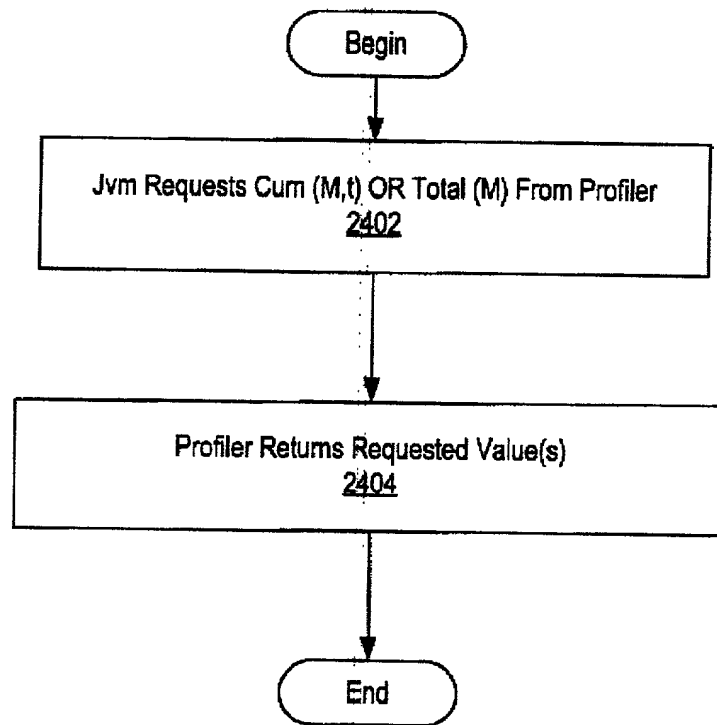 Begin
Jvm Requests Cum (M,t) OR Total (M) From Profiler
2402
Profiler Returns Requested Value(s)
2404
End